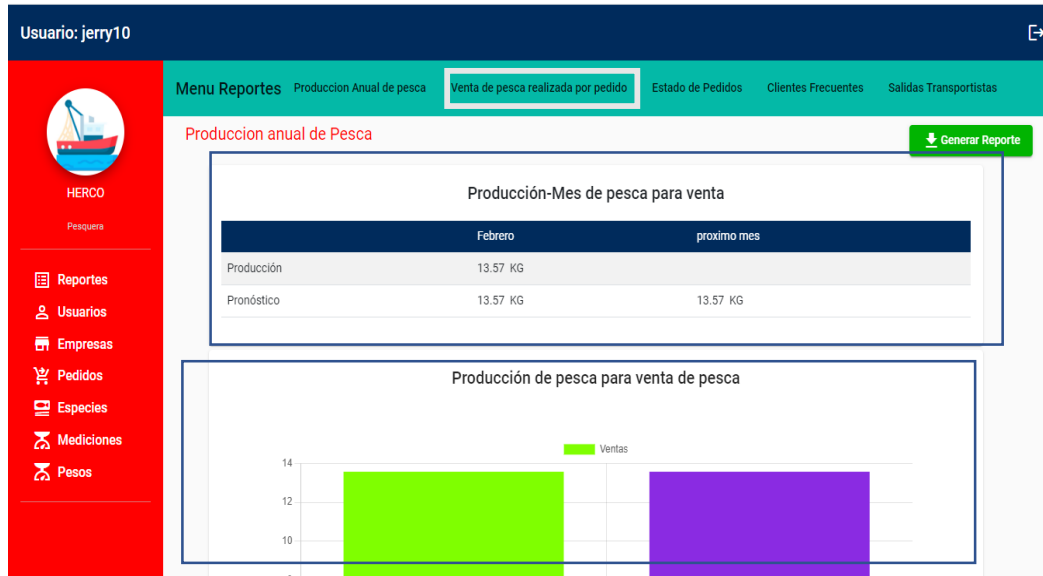 Usuario: jerry10
Menu Reportes Produccion Anual de pesca Venta de pesca realizada por pedido Estado de Pedidos Clientes Frecuentes Salidas Transportistas
HERCO
Pesquera
Reportes
Usuarios
Empresas
Pedidos
Especies
Mediciones
Pesos
Produccion anual de Pesca
Generar Reporte
Producción-Mes de pesca para venta
Febrero proximo mes
Producción 13.57 KG
Pronóstico 13.57 KG 13.57 KG
Producción de pesca para venta de pesca
Ventas
14
12
10